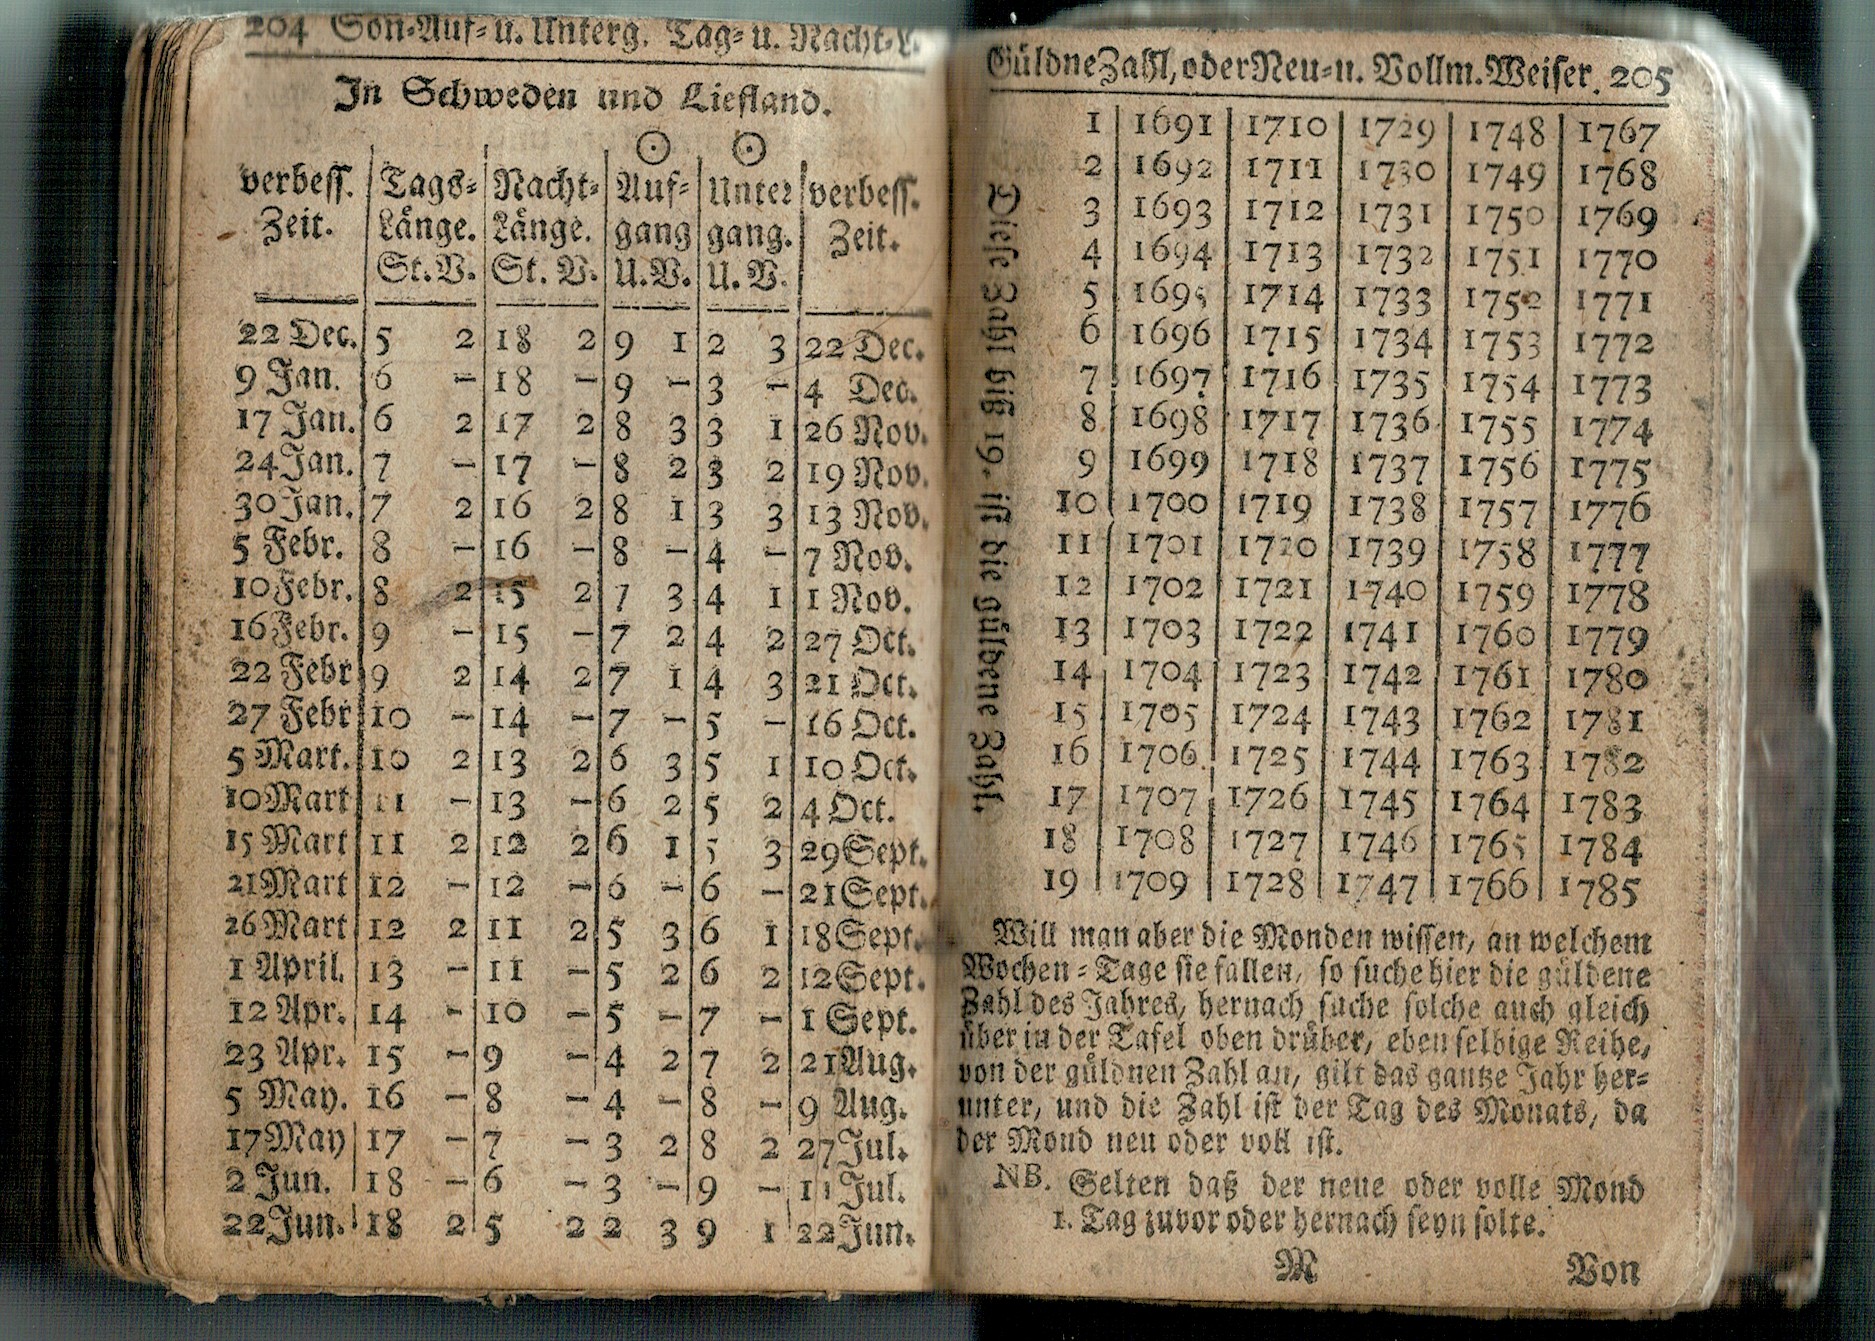 204 Son-Auf- u. Unterg. Tag- u. Nacht-L.
In Schweden und Liefland.
☉ ☉
verbess. Tags- Nacht- Auf- Unter verbess.
Zeit. Länge. Länge. gang gang. Zeit.
St. V. St. V. U. V. U. V.
22 Dec. 5 2 18 2 9 1 2 3 22 Dec.
9 Jan. 6 – 18 – 9 – 3 – 4 Dec.
17 Jan. 6 2 17 2 8 3 3 1 26 Nov.
24 Jan. 7 – 17 – 8 2 3 2 19 Nov.
30 Jan. 7 2 16 2 8 1 3 3 13 Nov.
5 Febr. 8 – 16 – 8 – 4 – 7 Nov.
10 Febr. 8 2 15 2 7 3 4 1 1 Nov.
16 Febr. 9 – 15 – 7 2 4 2 27 Oct.
22 Febr 9 2 14 2 7 1 4 3 21 Oct.
27 Febr 10 – 14 – 7 – 5 – 16 Oct.
5 Mart. 10 2 13 2 6 3 5 1 10 Oct.
10 Mart 11 – 13 – 6 2 5 2 4 Oct.
15 Mart 11 2 12 2 6 1 5 3 29 Sept.
21 Mart 12 – 12 – 6 – 6 – 21 Sept.
26 Mart 12 2 11 2 5 3 6 1 18 Sept.
1 April. 13 – 11 – 5 2 6 2 12 Sept.
12 Apr. 14 – 10 – 5 – 7 – 1 Sept.
23 Apr. 15 – 9 – 4 2 7 2 21 Aug.
5 May. 16 – 8 – 4 – 8 – 9 Aug.
17 May 17 – 7 – 3 2 8 2 27 Jul.
2 Jun. 18 – 6 – 3 – 9 – 11 Jul.
22 Jun. 18 2 5 2 2 3 9 1 22 Jun.
Güldne Zahl, oder Neu- u. Vollm. Weiser. 205
Diese Zahl biß 19. ist die güldene Zahl.
1 1691 1710 1729 1748 1767
2 1692 1711 1730 1749 1768
3 1693 1712 1731 1750 1769
4 1694 1713 1732 1751 1770
5 1695 1714 1733 1752 1771
6 1696 1715 1734 1753 1772
7 1697 1716 1735 1754 1773
8 1698 1717 1736 1755 1774
9 1699 1718 1737 1756 1775
10 1700 1719 1738 1757 1776
11 1701 1720 1739 1758 1777
12 1702 1721 1740 1759 1778
13 1703 1722 1741 1760 1779
14 1704 1723 1742 1761 1780
15 1705 1724 1743 1762 1781
16 1706 1725 1744 1763 1782
17 1707 1726 1745 1764 1783
18 1708 1727 1746 1765 1784
19 1709 1728 1747 1766 1785
Will man aber die Monden wissen, an welchem
Wochen-Tage sie fallen, so suche hier die güldene
Zahl des Jahres, hernach suche solche auch gleich
über in der Tafel oben drüber, eben selbige Reihe,
von der güldnen Zahl an, gilt das gantze Jahr her-
unter, und die Zahl ist der Tag des Monats, da
der Mond neu oder voll ist.
NB. Selten daß der neue oder volle Mond
1. Tag zuvor oder hernach seyn solte.
M Von